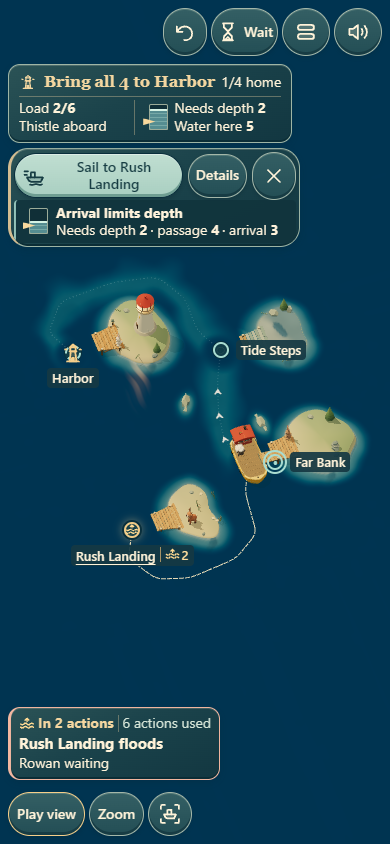 Wait
Bring all 4 to Harbor 1/4 home
Load 2/6
Thistle aboard
Needs depth 2
Water here 5
Sail to Rush
Landing
Details
Arrival limits depth
Needs depth 2 · passage 4 · arrival 3
Tide Steps
Harbor
Far Bank
Rush Landing 2
In 2 actions 6 actions used
Rush Landing floods
Rowan waiting
Play view
Zoom